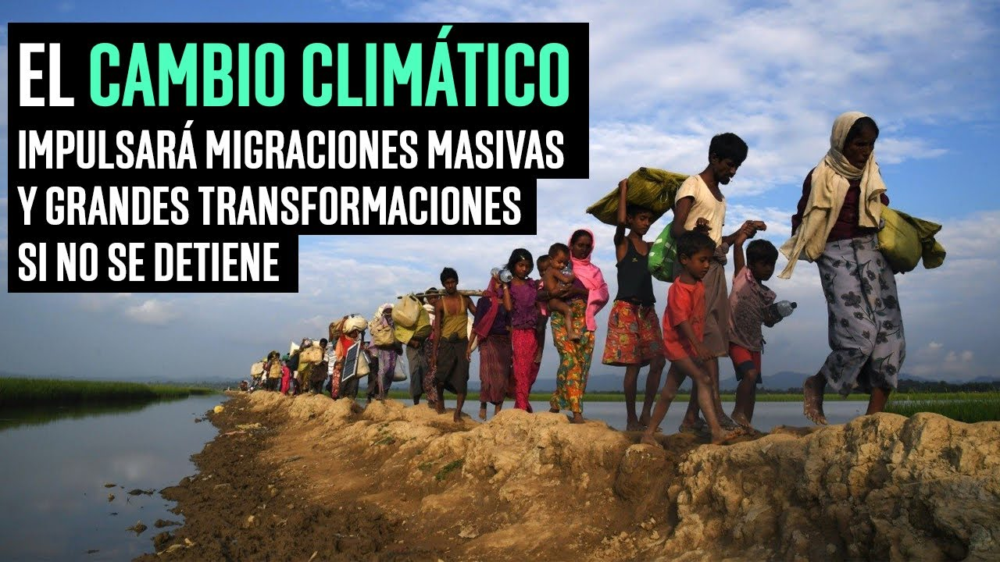 EL CAMBIO CLIMÁTICO
IMPULSARÁ MIGRACIONES MASIVAS
Y GRANDES TRANSFORMACIONES
SI NO SE DETIENE